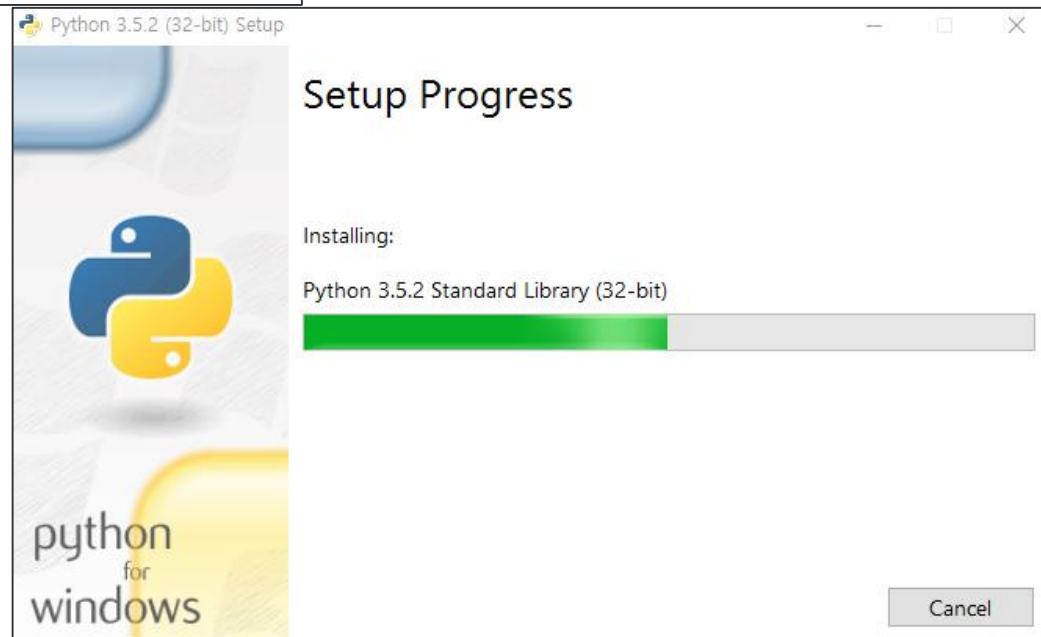 Python 3.5.2 (32-bit) Setup
Setup Progress
Installing:
Python 3.5.2 Standard Library (32-bit)
python
for
windows
Cancel